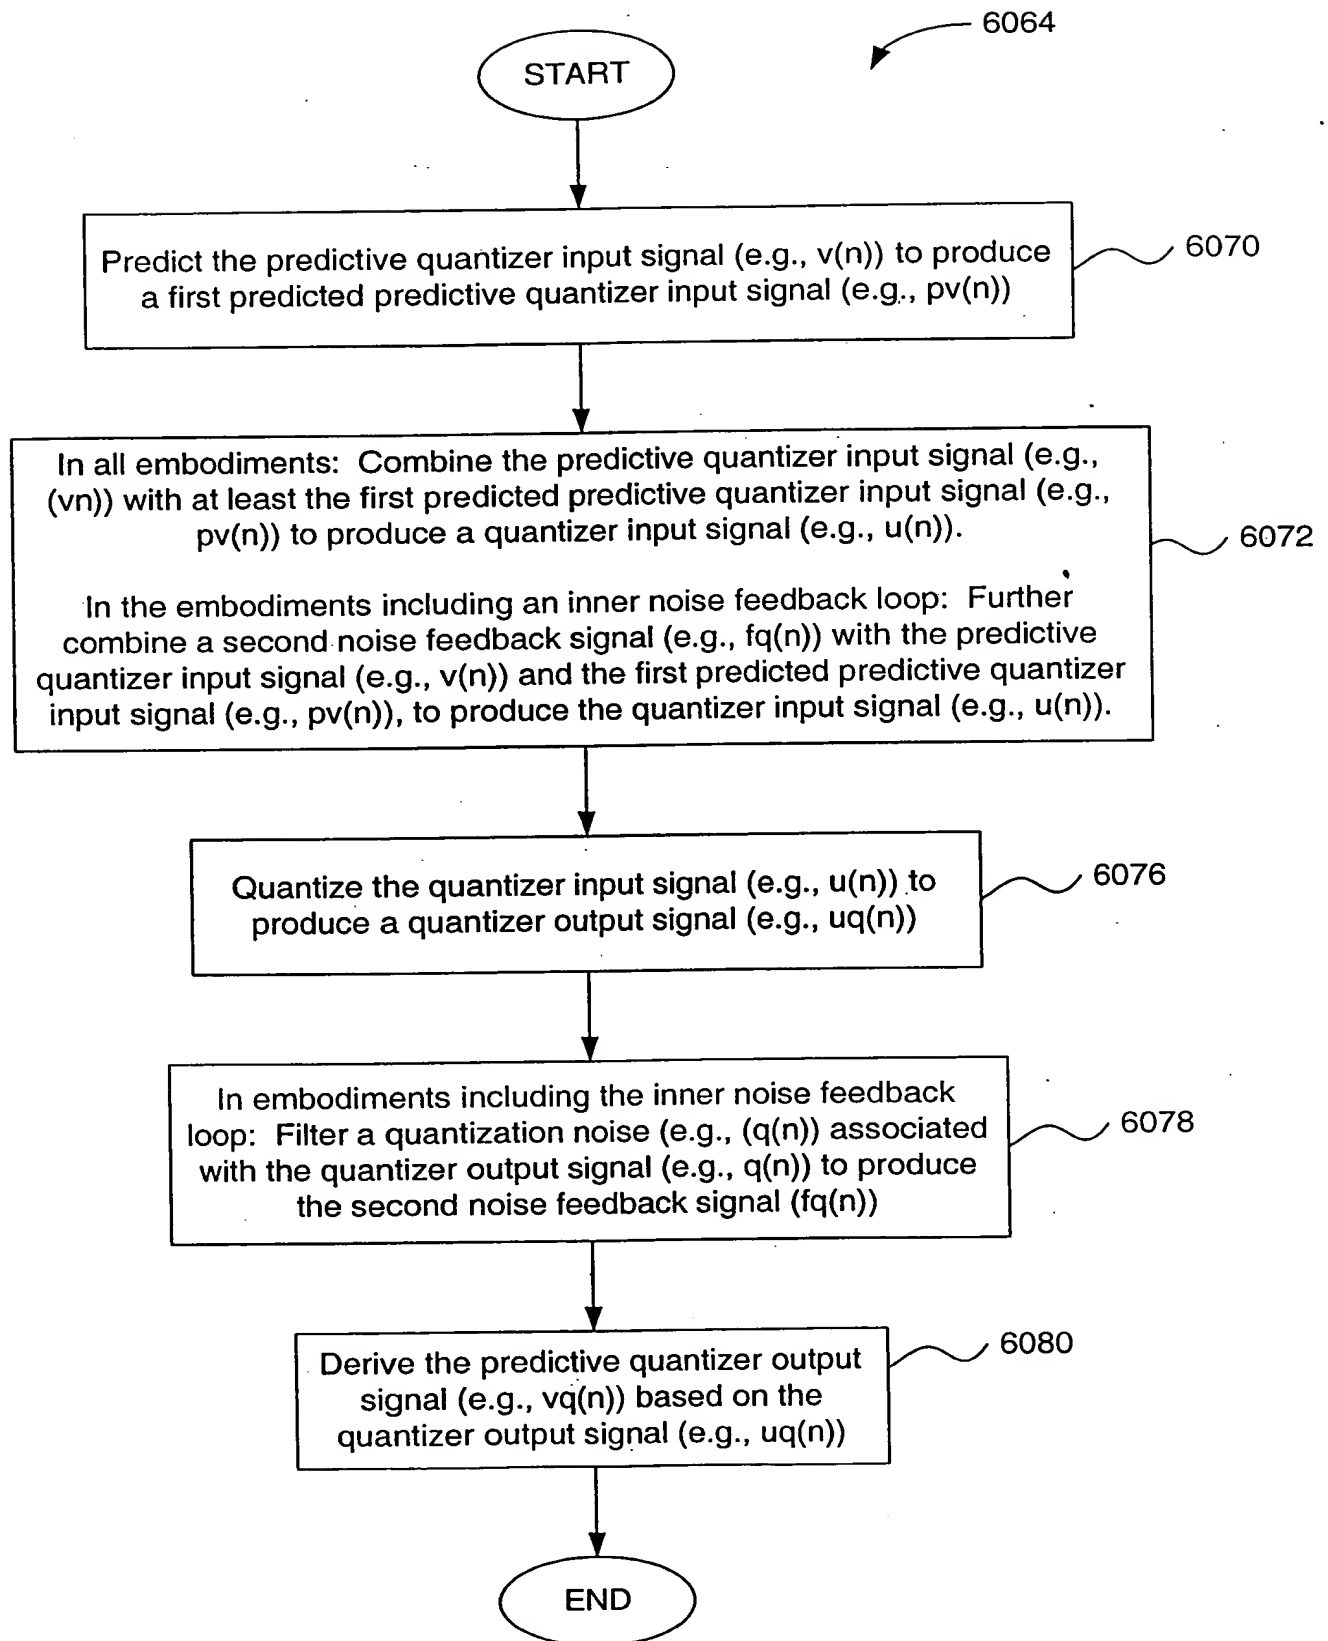 6064
START
Predict the predictive quantizer input signal (e.g., v(n)) to produce
a first predicted predictive quantizer input signal (e.g., pv(n))
6070
In all embodiments: Combine the predictive quantizer input signal (e.g.,
(vn)) with at least the first predicted predictive quantizer input signal (e.g.,
pv(n)) to produce a quantizer input signal (e.g., u(n)).
6072
In the embodiments including an inner noise feedback loop: Further
combine a second noise feedback signal (e.g., fq(n)) with the predictive
quantizer input signal (e.g., v(n)) and the first predicted predictive quantizer
input signal (e.g., pv(n)), to produce the quantizer input signal (e.g., u(n)).
Quantize the quantizer input signal (e.g., u(n)) to
produce a quantizer output signal (e.g., uq(n))
6076
In embodiments including the inner noise feedback
loop: Filter a quantization noise (e.g., (q(n)) associated
with the quantizer output signal (e.g., q(n)) to produce
the second noise feedback signal (fq(n))
6078
Derive the predictive quantizer output
signal (e.g., vq(n)) based on the
quantizer output signal (e.g., uq(n))
6080
END